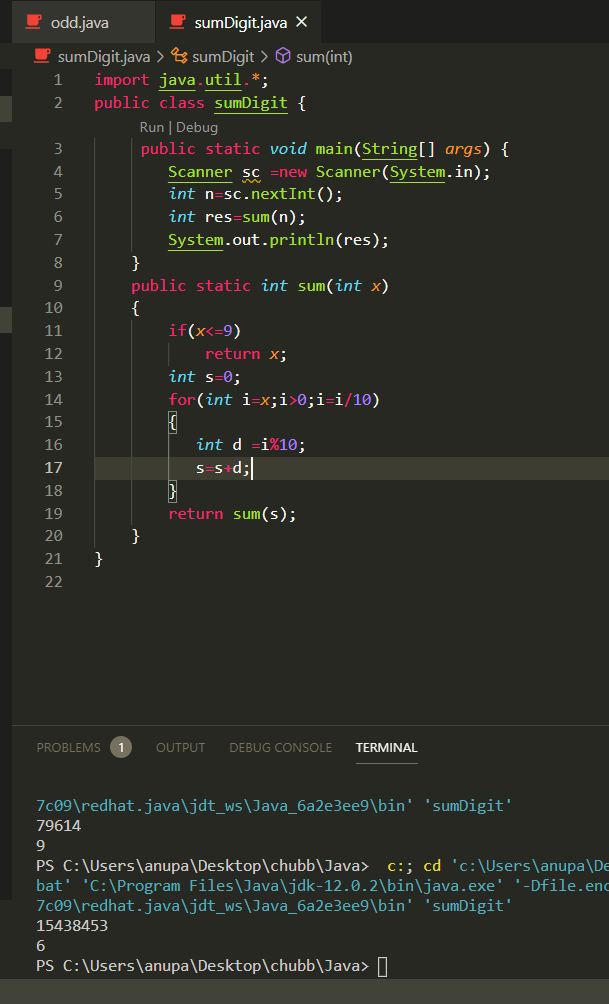 odd.java sumDigit.java ×
sumDigit.java > sumDigit > sum(int)
1 import java.util.*;
2 public class sumDigit {
Run | Debug
3 public static void main(String[] args) {
4 Scanner sc =new Scanner(System.in);
5 int n=sc.nextInt();
6 int res=sum(n);
7 System.out.println(res);
8 }
9 public static int sum(int x)
10 {
11 if(x<=9)
12 return x;
13 int s=0;
14 for(int i=x;i>0;i=i/10)
15 {
16 int d =i%10;
17 s=s+d;
18 }
19 return sum(s);
20 }
21 }
22
PROBLEMS 1 OUTPUT DEBUG CONSOLE TERMINAL
7c09\redhat.java\jdt_ws\Java_6a2e3ee9\bin' 'sumDigit'
79614
9
PS C:\Users\anupa\Desktop\chubb\Java> c:; cd 'c:\Users\anupa\De
bat' 'C:\Program Files\Java\jdk-12.0.2\bin\java.exe' '-Dfile.enc
7c09\redhat.java\jdt_ws\Java_6a2e3ee9\bin' 'sumDigit'
15438453
6
PS C:\Users\anupa\Desktop\chubb\Java>